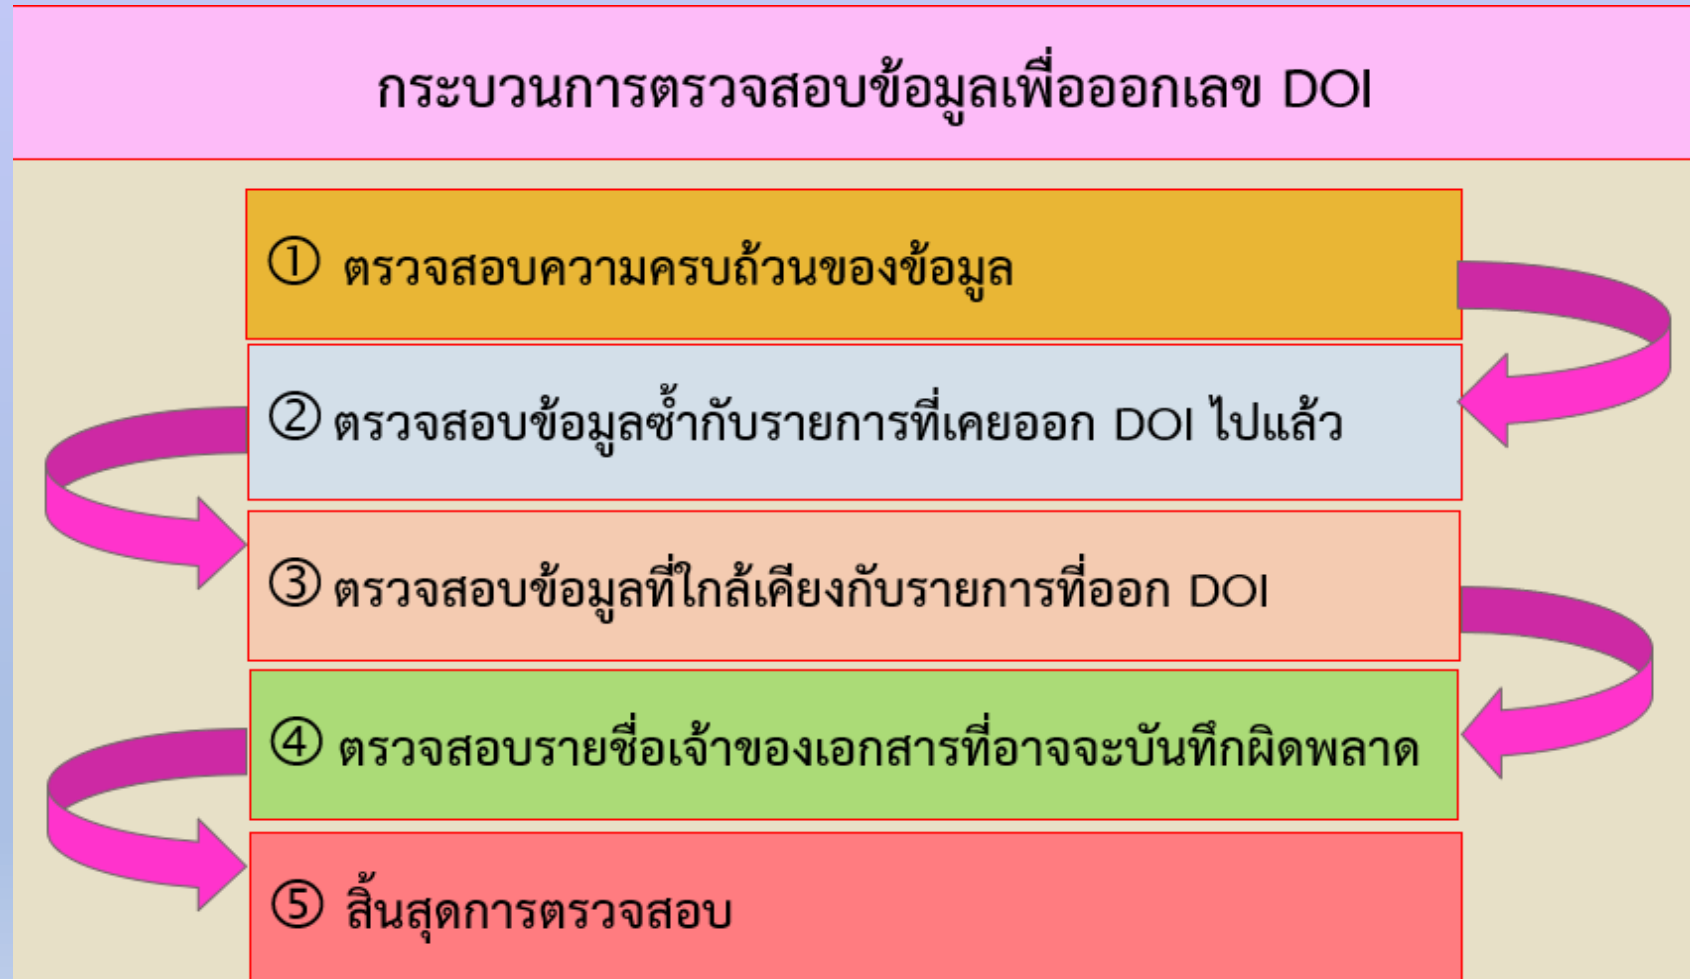 กระบวนการตรวจสอบข้อมูลเพื่อออกเลข DOI
① ตรวจสอบความครบถ้วนของข้อมูล
② ตรวจสอบข้อมูลซ้ำกับรายการที่เคยออก DOI ไปแล้ว
③ ตรวจสอบข้อมูลที่ใกล้เคียงกับรายการที่ออก DOI
④ ตรวจสอบรายชื่อเจ้าของเอกสารที่อาจจะบันทึกผิดพลาด
⑤ สิ้นสุดการตรวจสอบ